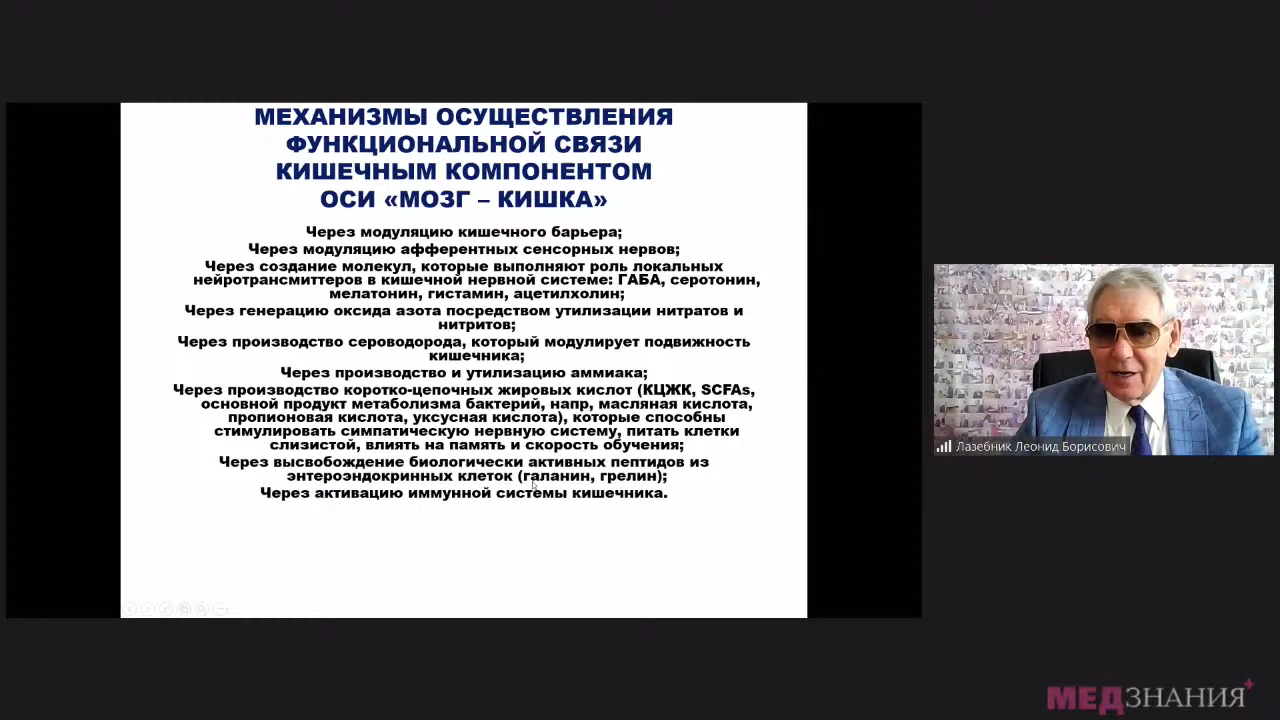 МЕХАНИЗМЫ ОСУЩЕСТВЛЕНИЯ
ФУНКЦИОНАЛЬНОЙ СВЯЗИ
КИШЕЧНЫМ КОМПОНЕНТОМ
ОСИ «МОЗГ – КИШКА»
Через модуляцию кишечного барьера;
Через модуляцию афферентных сенсорных нервов;
Через создание молекул, которые выполняют роль локальных
нейротрансмиттеров в кишечной нервной системе: ГАБА, серотонин,
мелатонин, гистамин, ацетилхолин;
Через генерацию оксида азота посредством утилизации нитратов и
нитритов;
Через производство сероводорода, который модулирует подвижность
кишечника;
Через производство и утилизацию аммиака;
Через производство коротко-цепочных жировых кислот (КЦЖК, SCFAs,
основной продукт метаболизма бактерий, напр, масляная кислота,
пропионовая кислота, уксусная кислота), которые способны
стимулировать симпатическую нервную систему, питать клетки
слизистой, влиять на память и скорость обучения;
Через высвобождение биологически активных пептидов из
энтероэндокринных клеток (галанин, грелин);
Через активацию иммунной системы кишечника.
Лазебник Леонид Борисович
МЕДЗНАНИЯ+